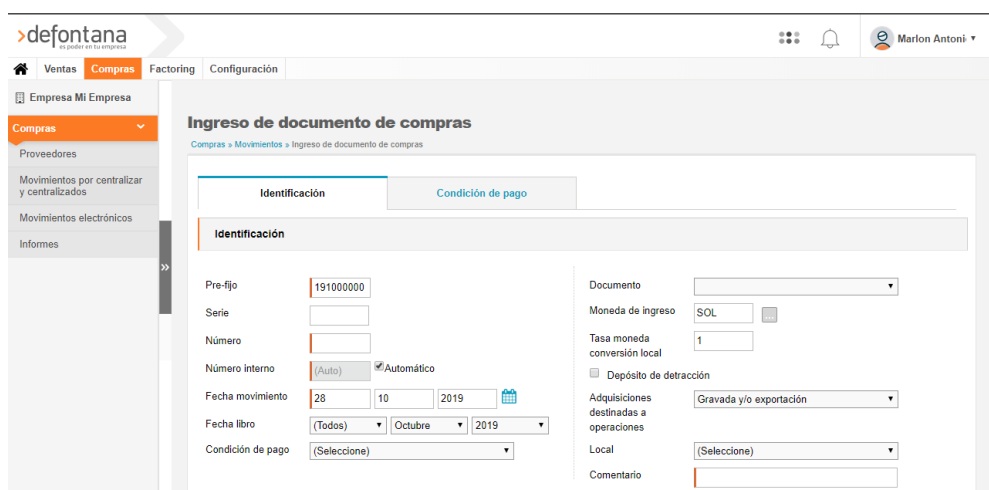 >defontana
es poder en tu empresa
Marlon Antoni
Ventas Compras Factoring Configuración
Empresa Mi Empresa
Compras
Proveedores
Movimientos por centralizar
y centralizados
Movimientos electrónicos
Informes
Ingreso de documento de compras
Compras » Movimientos » Ingreso de documento de compras
Identificación Condición de pago
Identificación
Pre-fijo 191000000
Serie
Número
Número interno (Auto) Automático
Fecha movimiento 28 10 2019
Fecha libro (Todos) Octubre 2019
Condición de pago (Seleccione)
Documento
Moneda de ingreso SOL ...
Tasa moneda
conversión local 1
Depósito de detracción
Adquisiciones
destinadas a
operaciones Gravada y/o exportación
Local (Seleccione)
Comentario